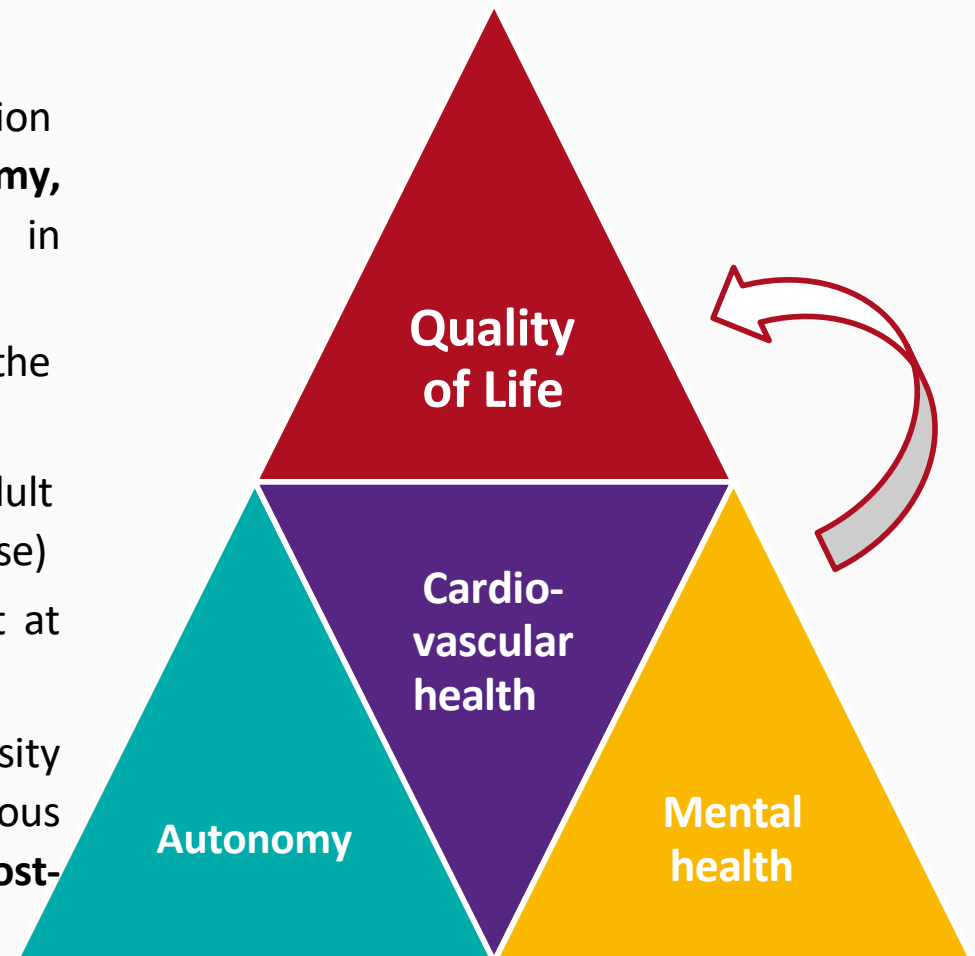 ion
my,
in
the
lult
se)
t at
sity
ous
ost-
Quality
of Life
Cardio-
vascular
health
Autonomy
Mental
health